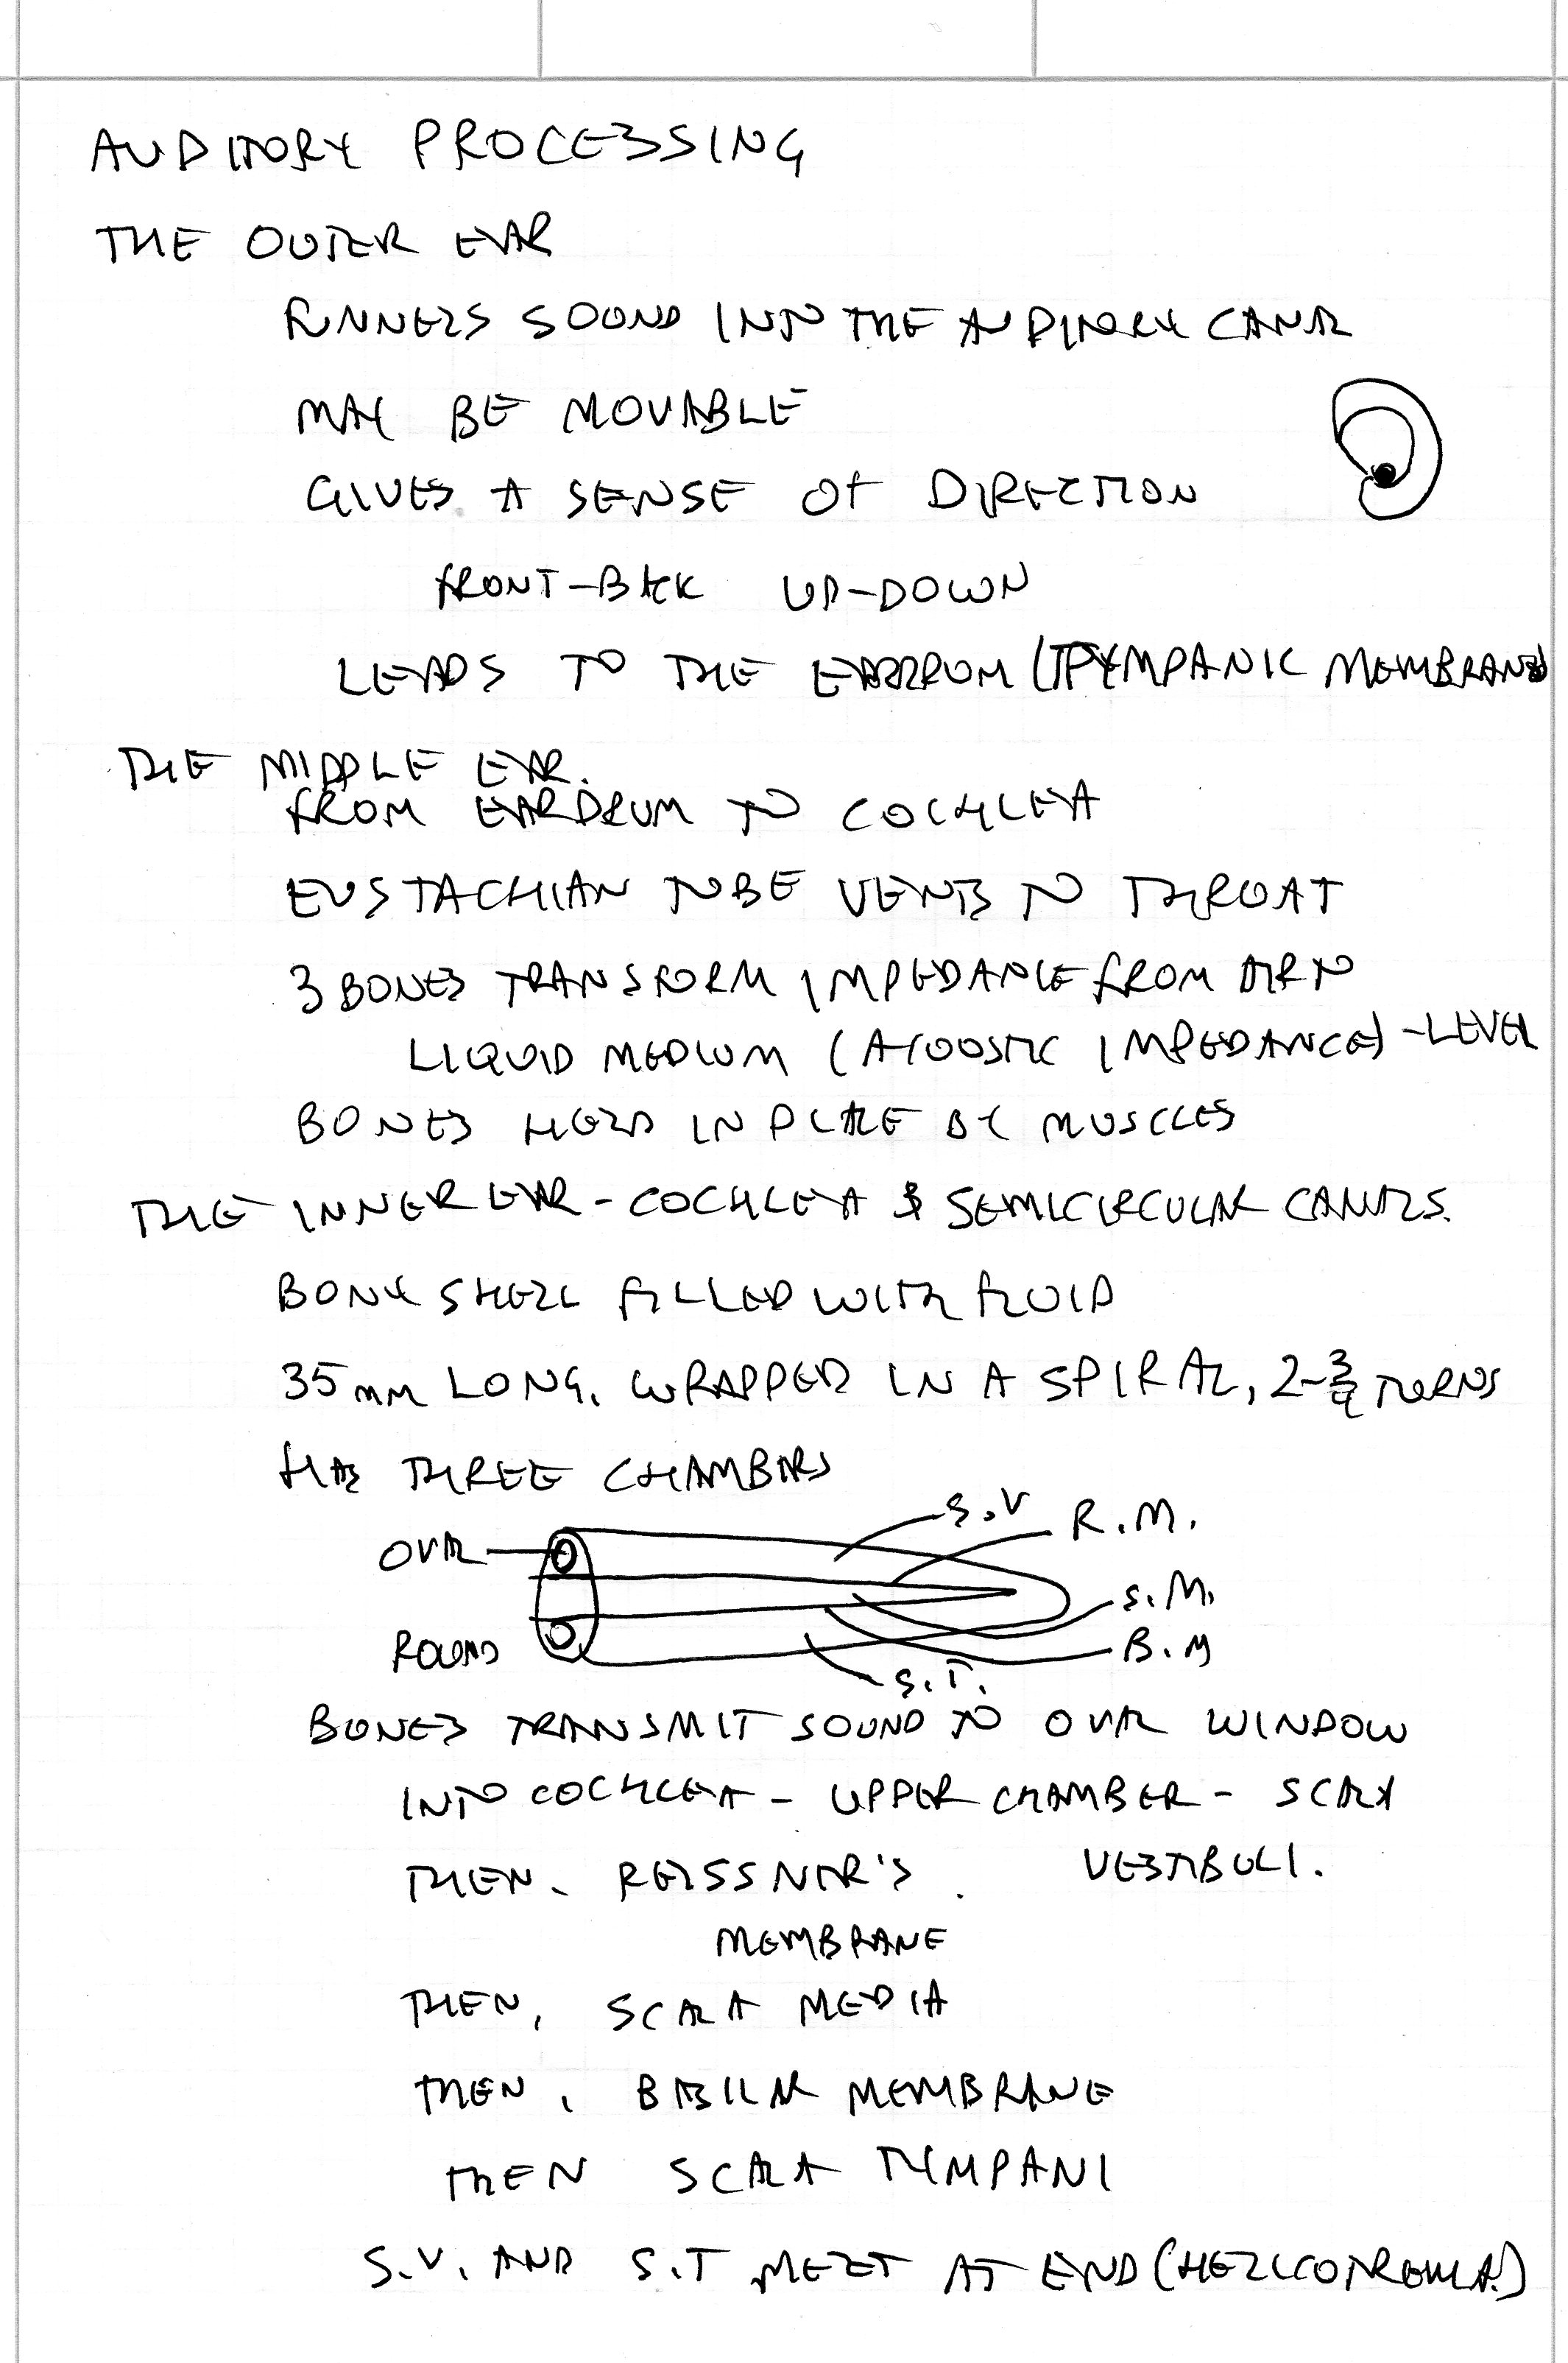 AUDITORY PROCESSING
THE OUTER EAR
FUNNELS SOUND INTO THE AUDITORY CANAL
MAY BE MOVABLE
GIVES A SENSE OF DIRECTION
FRONT-BACK UP-DOWN
LEADS TO THE EARDRUM (TYMPANIC MEMBRANE)
THE MIDDLE EAR.
FROM EARDRUM TO COCHLEA
EUSTACHIAN TUBE VENTS TO THROAT
3 BONES TRANSFORM IMPEDANCE FROM AIR TO
LIQUID MEDIUM (ACOUSTIC IMPEDANCE) -LEVER
BONES HELD IN PLACE BY MUSCLES
THE INNER EAR - COCHLEA & SEMICIRCULAR CANALS.
BONY SHELL FILLED WITH FLUID
35mm LONG, WRAPPED IN A SPIRAL, 2-3/4 TURNS
HAS THREE CHAMBERS
S.V
R.M.
OVAL
S.M.
ROUND
B.M
S.T.
BONES TRANSMIT SOUND TO OVAL WINDOW
INTO COCHLEA - UPPER CHAMBER - SCALA
VESTIBULI.
THEN, REISSNER'S
MEMBRANE
THEN, SCALA MEDIA
THEN, BASILAR MEMBRANE
THEN SCALA TYMPANI
S.V. AND S.T MEET AT END (HELICOTREMA.)